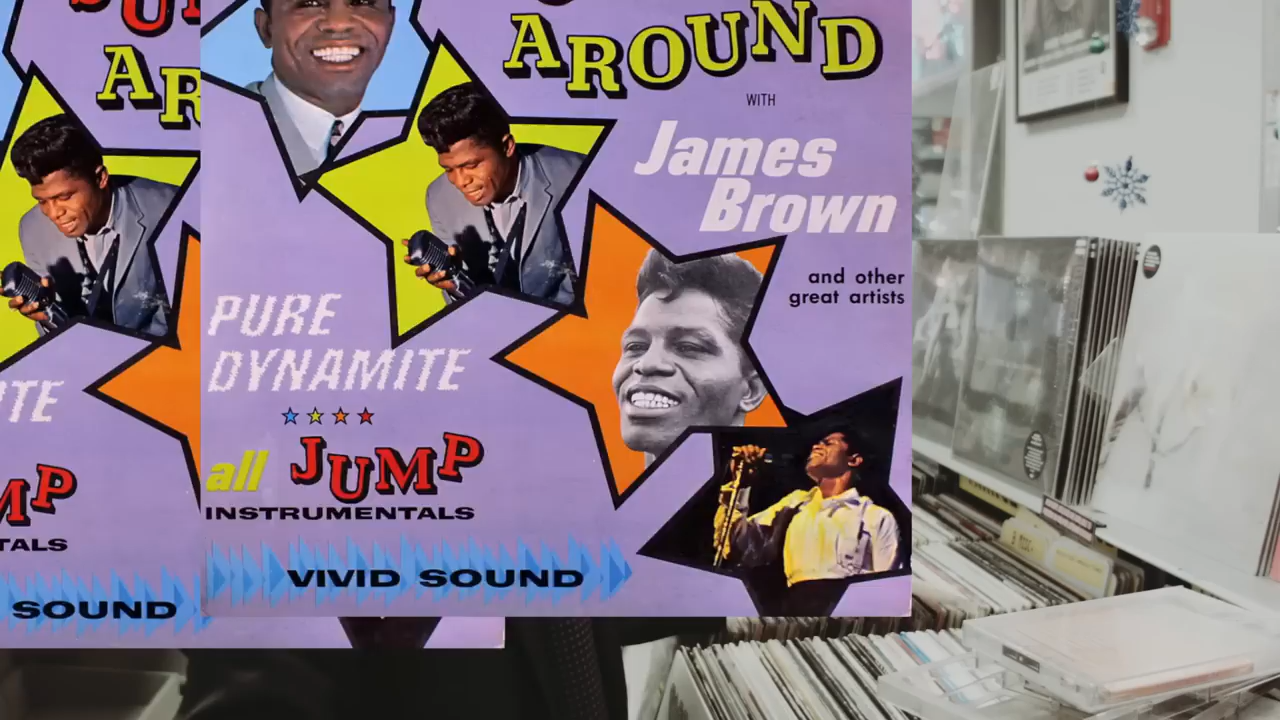 AROUND
WITH
James
Brown
and other
great artists
PURE
DYNAMITE
all JUMP
INSTRUMENTALS
VIVID SOUND
AR
ITE
MP
TALS
SOUND